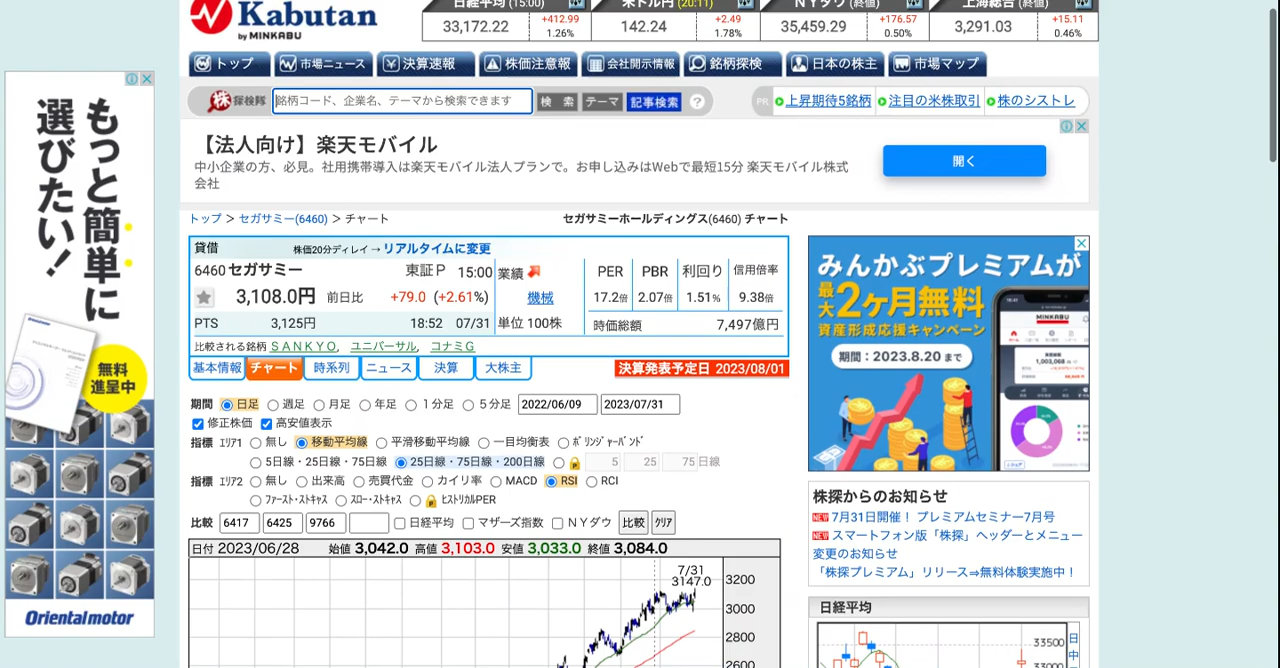 Kabutan
by MINKABU
日経平均 (15:00)
33,172.22
+412.99
1.26%
米ドル円 (20:11)
142.24
+2.49
1.78%
ＮＹダウ (終値)
35,459.29
+176.57
0.50%
上海総合 (終値)
3,291.03
+15.11
0.46%
トップ 市場ニュース 決算速報 株価注意報 会社開示情報 銘柄探検 日本の株主 市場マップ
株探検隊 銘柄コード、企業名、テーマから検索できます 検 索 テーマ 記事検索 ?
PR 上昇期待5銘柄 注目の米株取引 株のシストレ
もっと簡単に
選びたい！
無料
進呈中
Orientalmotor
【法人向け】楽天モバイル
中小企業の方、必見。社用携帯導入は楽天モバイル法人プランで。お申し込みはWebで最短15分 楽天モバイル株式
会社
開く
トップ ＞ セガサミー(6460) ＞ チャート
セガサミーホールディングス(6460) チャート
貸借 株価20分ディレイ → リアルタイムに変更
6460 セガサミー 東証Ｐ 15:00
3,108.0円 前日比 +79.0 (+2.61%)
PTS 3,125円 18:52 07/31
業績
機械
単位 100株
PER PBR 利回り 信用倍率
17.2倍 2.07倍 1.51％ 9.38倍
時価総額 7,497億円
比較される銘柄 ＳＡＮＫＹＯ, ユニバーサル, コナミＧ
基本情報 チャート 時系列 ニュース 決算 大株主
決算発表予定日 2023/08/01
期間 日足 週足 月足 年足 １分足 ５分足 2022/06/09 2023/07/31
修正株価 高安値表示
指標 ｴﾘｱ1 無し 移動平均線 平滑移動平均線 一目均衡表 ﾎﾞﾘﾝｼﾞｬｰﾊﾞﾝﾄﾞ
5日線・25日線・75日線 25日線・75日線・200日線 5 25 75 日線
指標 ｴﾘｱ2 無し 出来高 売買代金 カイリ率 MACD RSI RCI
ﾌｧｰｽﾄ･ｽﾄｷｬｽ ｽﾛｰ･ｽﾄｷｬｽ ﾋｽﾄﾘｶﾙPER
比較 6417 6425 9766 日経平均 マザーズ指数 ＮＹダウ 比較 ｸﾘｱ
日付 2023/06/28 始値 3,042.0 高値 3,103.0 安値 3,033.0 終値 3,084.0
7/31
3147.0
3200
3000
2800
2600
みんかぶプレミアムが
最大2ヶ月無料
資産形成応援キャンペーン
期間：2023.8.20 まで
MINKABU
株探からのお知らせ
NEW 7月31日開催！ プレミアムセミナー7月号
NEW スマートフォン版「株探」ヘッダーとメニュー
変更のお知らせ
「株探プレミアム」リリース⇒無料体験実施中！
日経平均
33500
33000
日
中